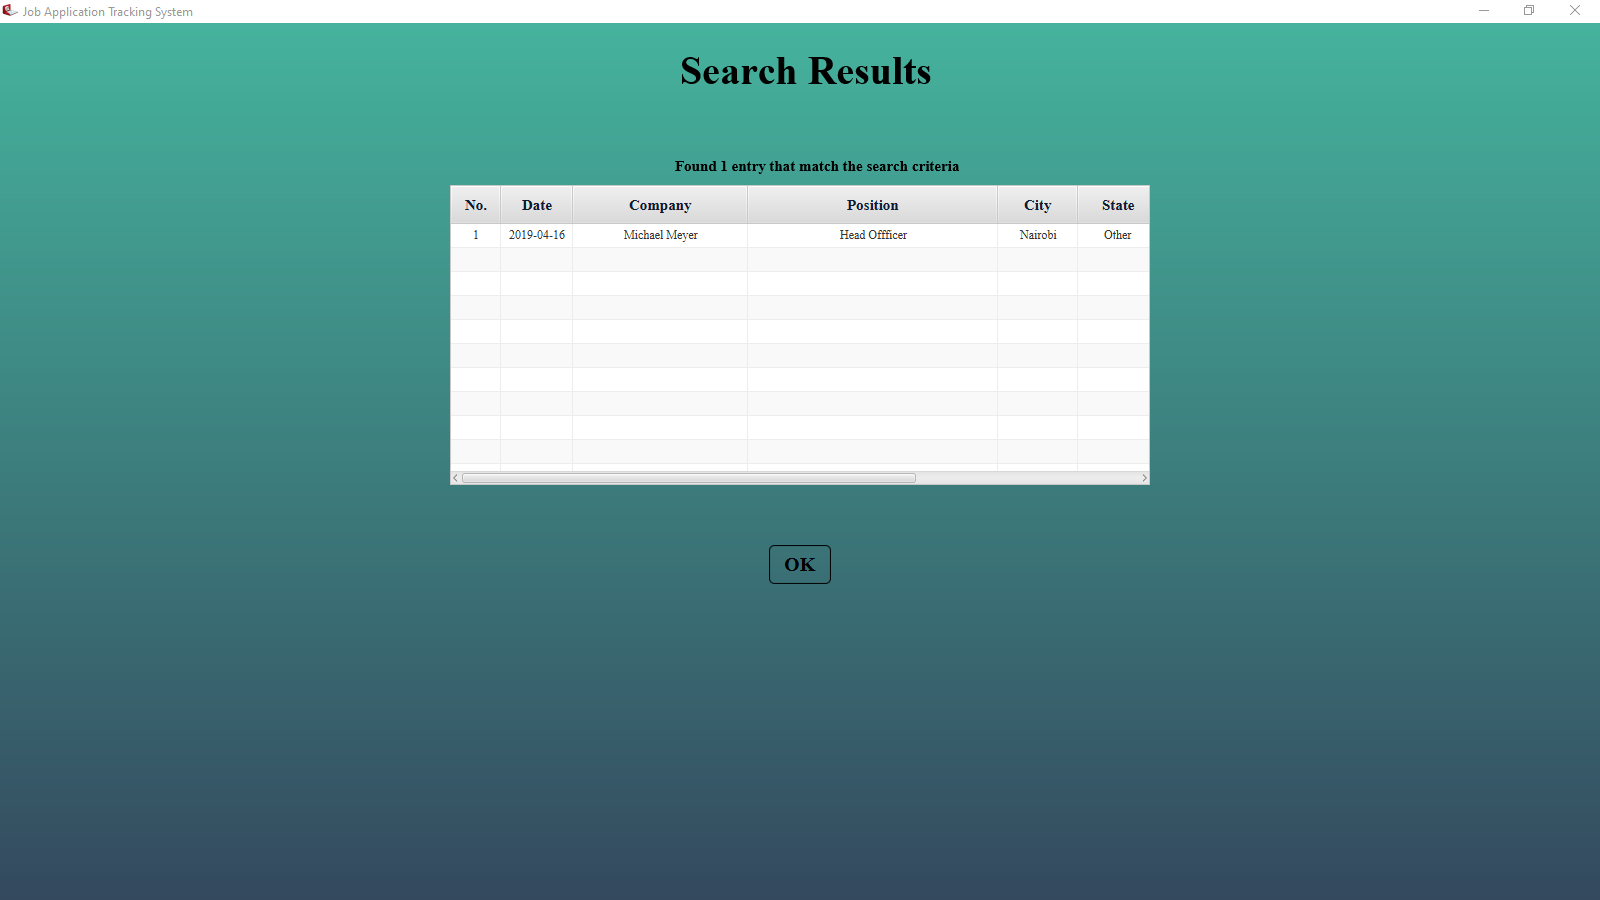 Job Application Tracking System
Search Results
Found 1 entry that match the search criteria
No. Date Company Position City State
1 2019-04-16 Michael Meyer Head Offficer Nairobi Other
OK